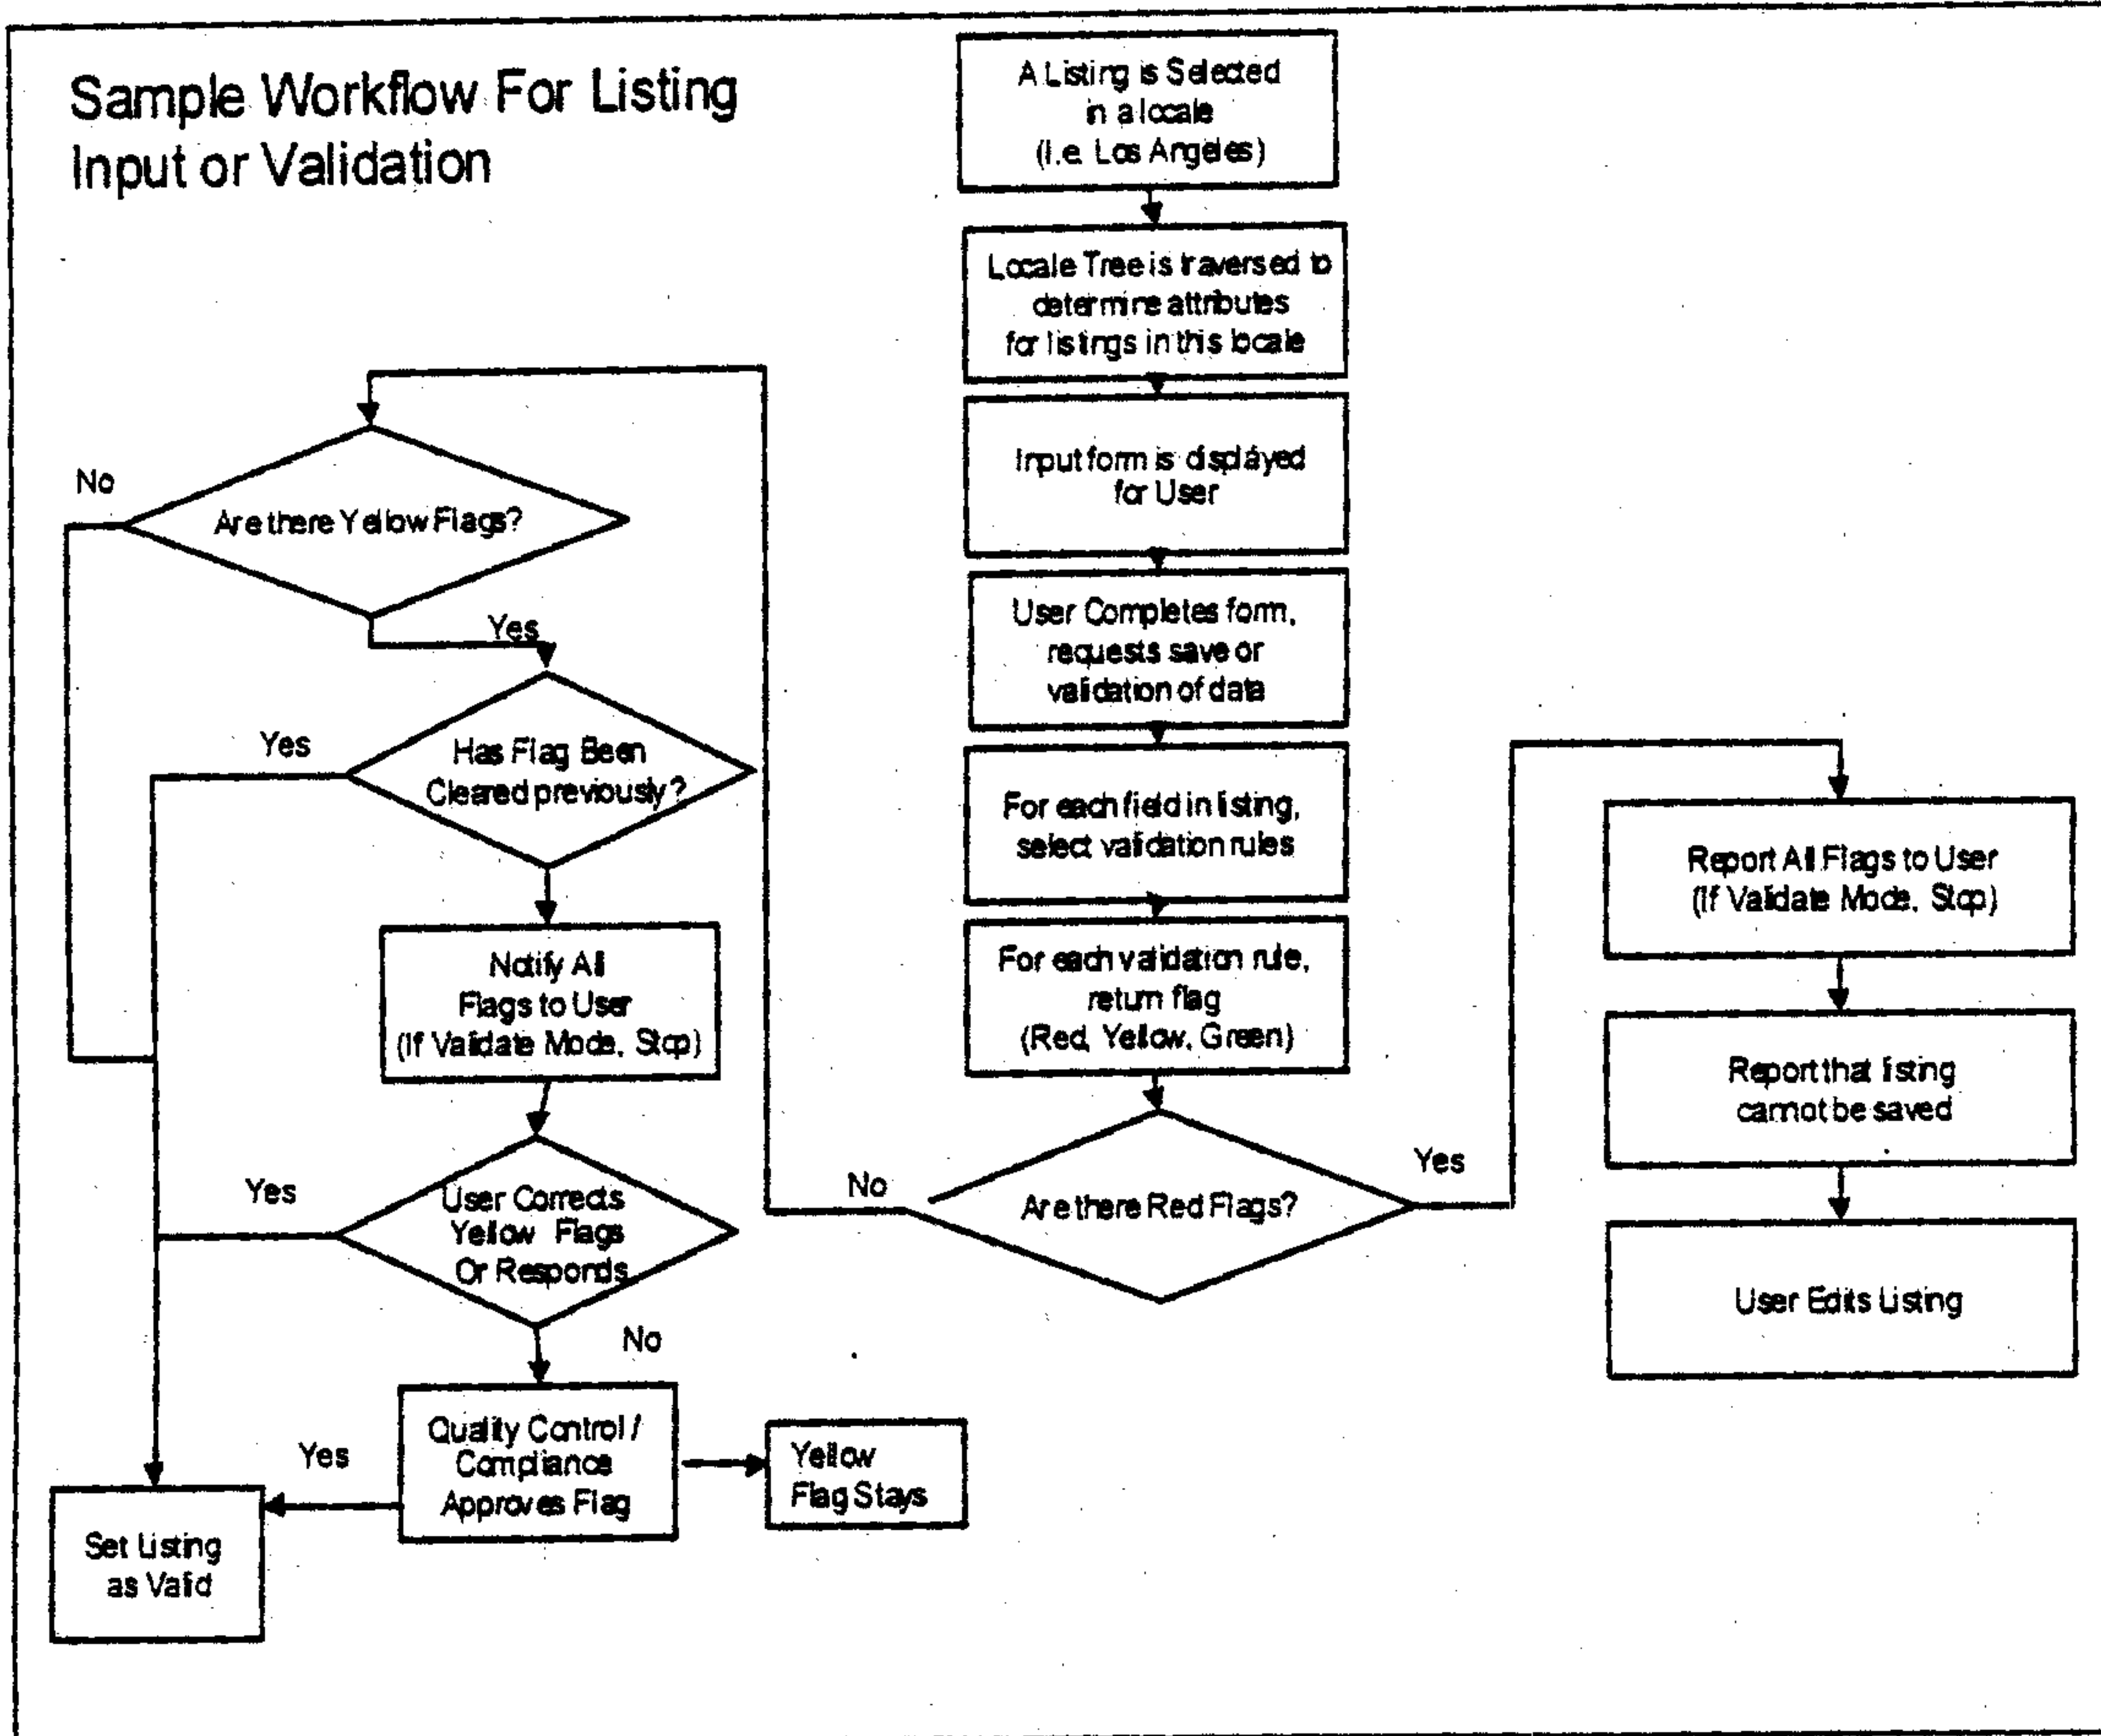 Sample Workflow For Listing
Input or Validation
A Listing is Selected
in a locale
(I.e. Los Angeles)
Locale Tree is traversed to
determine attributes
for listings in this locale
Input form is displayed
for User
User Completes form,
requests save or
validation of data
For each field in listing,
select validation rules
For each validation rule,
return flag
(Red, Yellow, Green)
Are there Red Flags?
No
Yes
Are there Yellow Flags?
No
Yes
Has Flag Been
Cleared previously?
Yes
Notify All
Flags to User
(If Validate Mode, Stop)
User Corrects
Yellow Flags
Or Responds
Yes
No
Quality Control /
Compliance
Approves Flag
Yes
Yellow
Flag Stays
Set Listing
as Valid
Report All Flags to User
(If Validate Mode, Stop)
Report that listing
cannot be saved
User Edits Listing